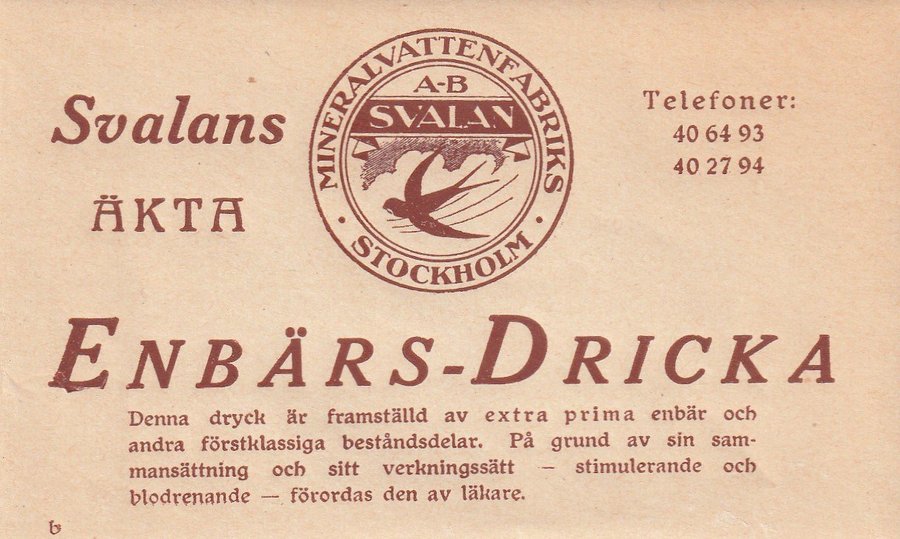 Svalans
ÄKTA
MINERALVATTENFABRIKS
A-B
SVALAN
· STOCKHOLM ·
Telefoner:
40 64 93
40 27 94
ENBÄRS-DRICKA
Denna dryck är framställd av extra prima enbär och
andra förstklassiga beståndsdelar. På grund av sin sam-
mansättning och sitt verkningssätt — stimulerande och
blodrenande — förordas den av läkare.
b